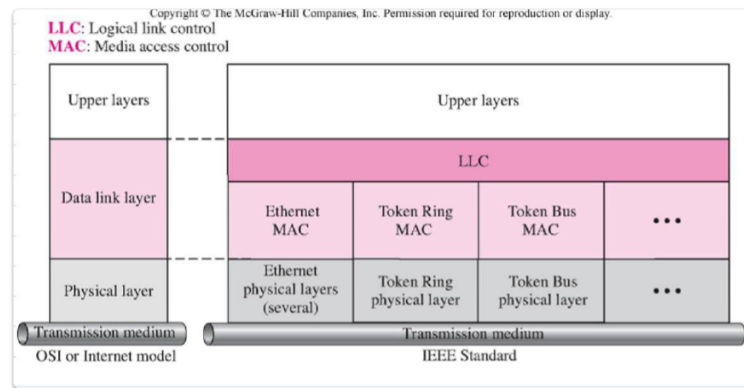 Copyright © The McGraw-Hill Companies, Inc. Permission required for reproduction or display.
LLC: Logical link control
MAC: Media access control
Upper layers
Upper layers
LLC
Data link layer
Ethernet
MAC
Token Ring
MAC
Token Bus
MAC
•••
Physical layer
Ethernet
physical layers
(several)
Token Ring
physical layer
Token Bus
physical layer
•••
Transmission medium
Transmission medium
OSI or Internet model
IEEE Standard